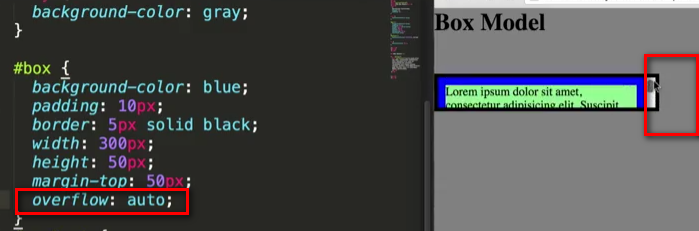 background-color: gray;
}
#box {
background-color: blue;
padding: 10px;
border: 5px solid black;
width: 300px;
height: 50px;
margin-top: 50px;
overflow: auto;
}
Box Model
Lorem ipsum dolor sit amet,
consectetur adipisicing elit. Suscipit